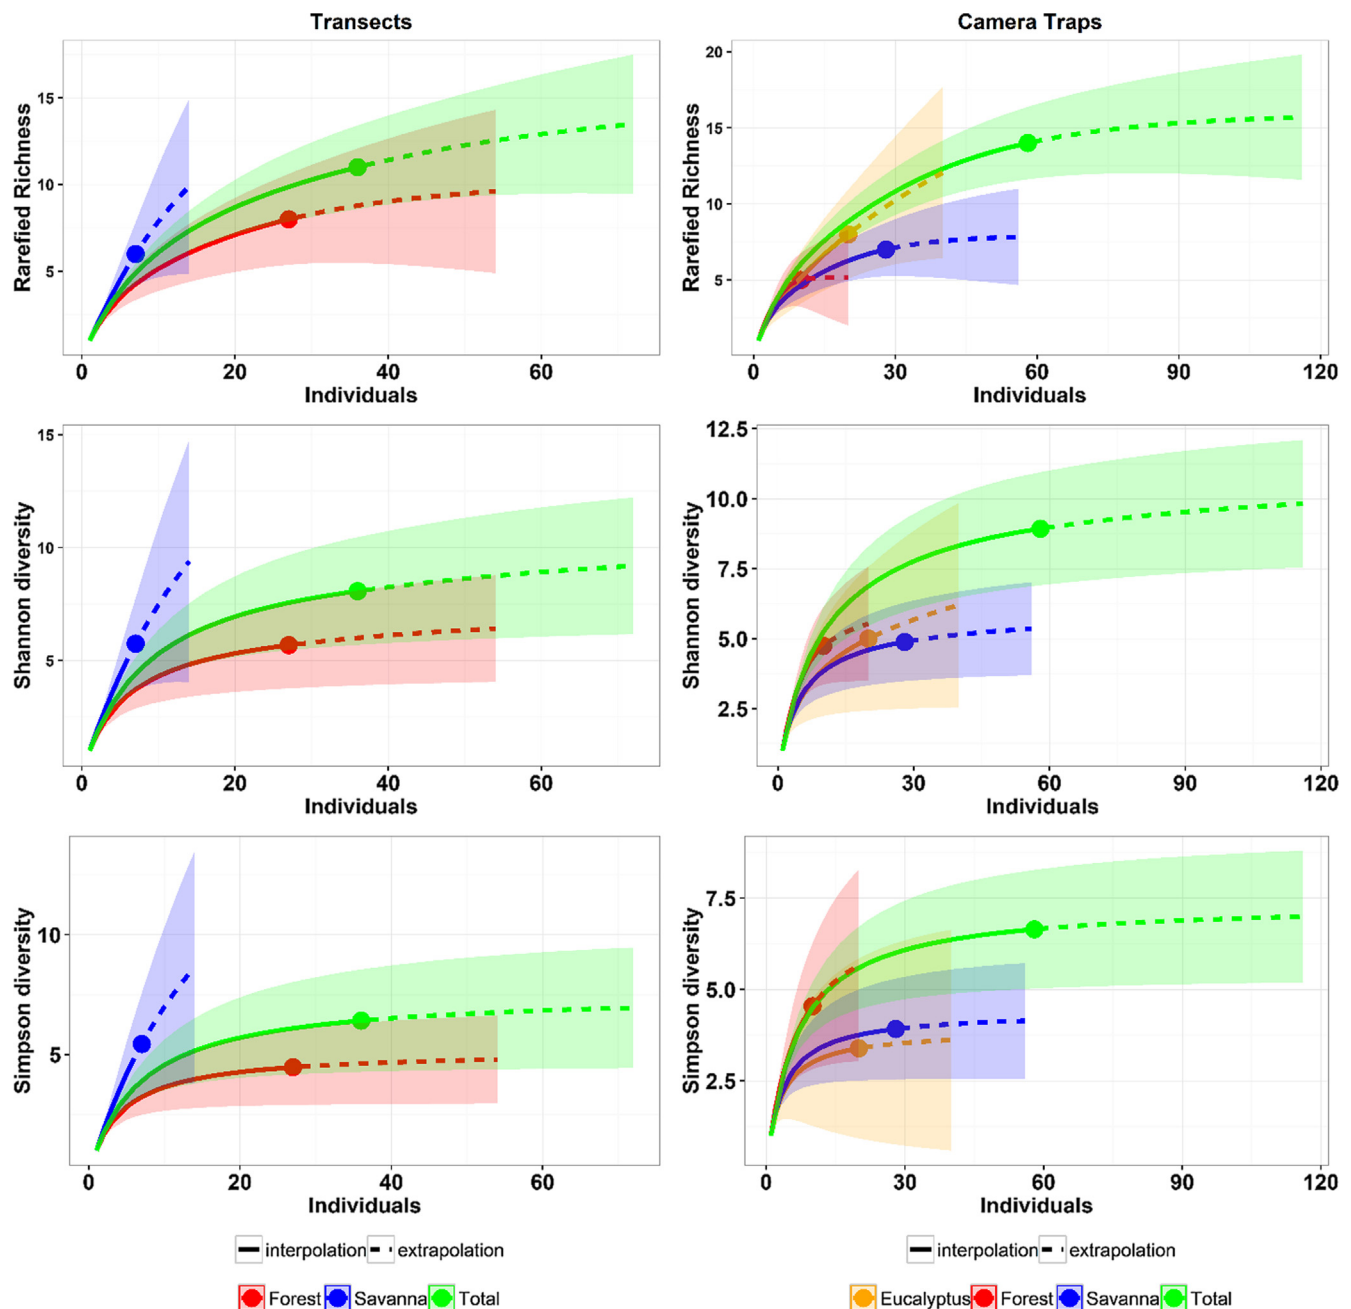 Transects
Camera Traps
Rarefied Richness
15
10
5
0 20 40 60
Individuals
Rarefied Richness
20
15
10
5
0 30 60 90 120
Individuals
Shannon diversity
15
10
5
0 20 40 60
Individuals
Shannon diversity
12.5
10.0
7.5
5.0
2.5
0 30 60 90 120
Individuals
Simpson diversity
10
5
0 20 40 60
Individuals
Simpson diversity
7.5
5.0
2.5
0 30 60 90 120
Individuals
interpolation extrapolation
Forest Savanna Total
interpolation extrapolation
Eucalyptus Forest Savanna Total